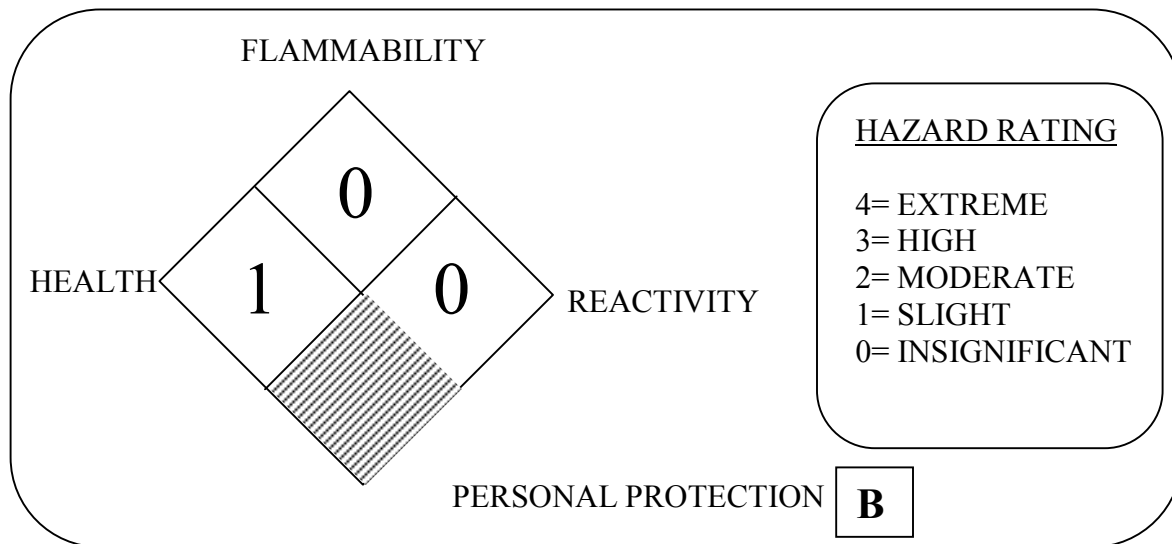 FLAMMABILITY
0
HEALTH
1
0
REACTIVITY
PERSONAL PROTECTION B
HAZARD RATING
4= EXTREME
3= HIGH
2= MODERATE
1= SLIGHT
0= INSIGNIFICANT